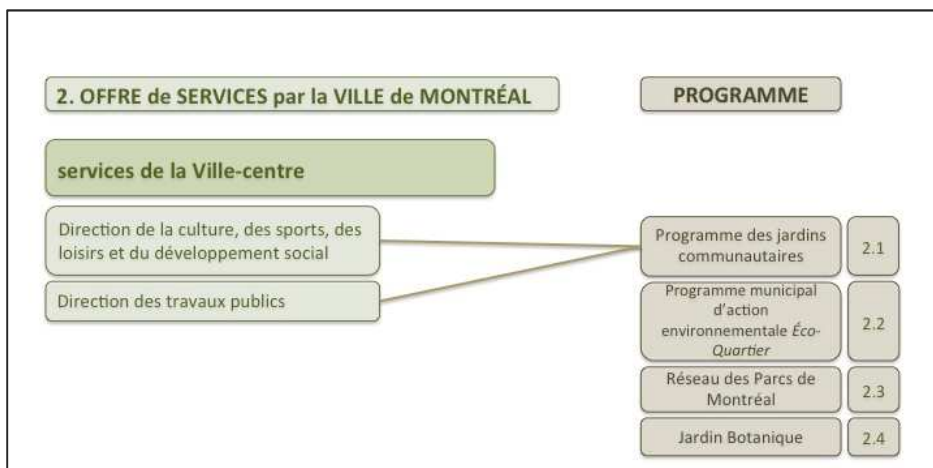 2. OFFRE de SERVICES par la VILLE de MONTRÉAL
PROGRAMME
services de la Ville-centre
Direction de la culture, des sports, des
loisirs et du développement social
Direction des travaux publics
Programme des jardins
communautaires
2.1
Programme municipal
d’action
environnementale Éco-
Quartier
2.2
Réseau des Parcs de
Montréal
2.3
Jardin Botanique
2.4